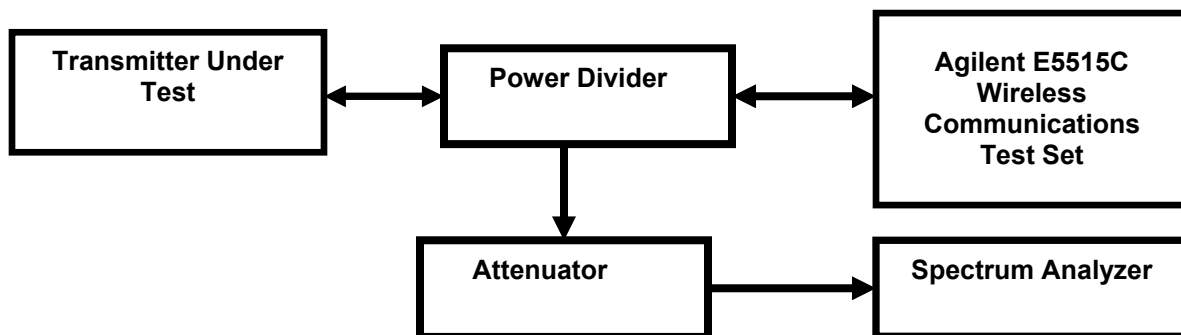 Transmitter Under
Test
Power Divider
Agilent E5515C
Wireless
Communications
Test Set
Attenuator
Spectrum Analyzer